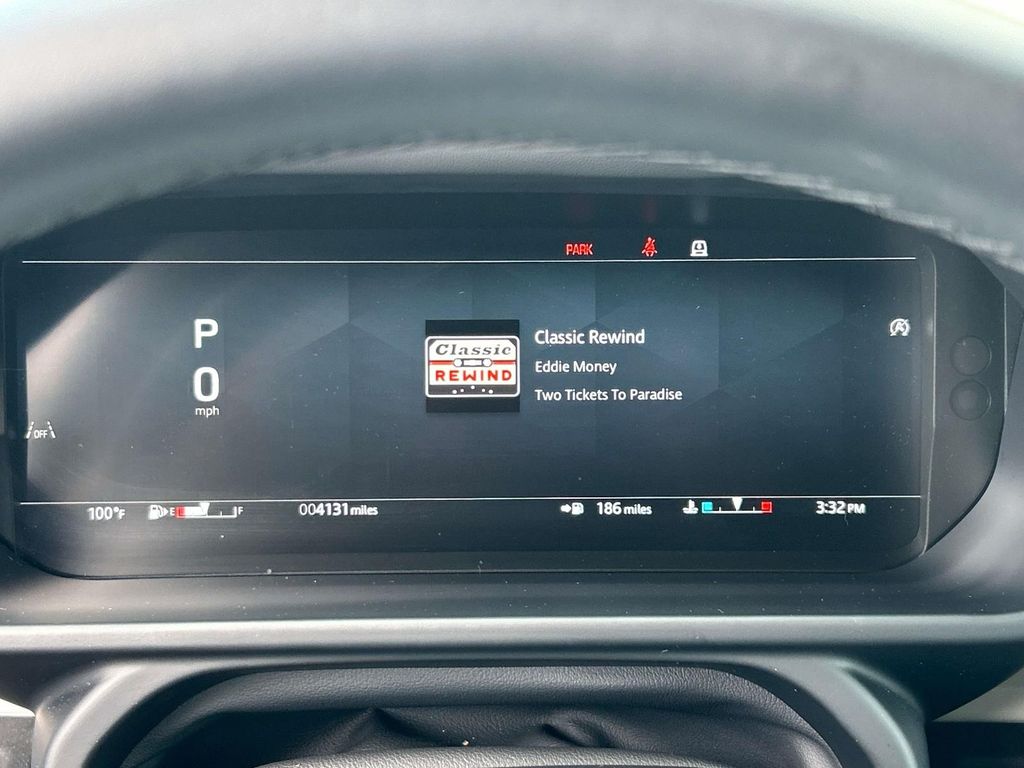 PARK
P
0
mph
OFF
Classic
REWIND
Classic Rewind
Eddie Money
Two Tickets To Paradise
A
100°F
E F
004131 miles
186 miles
3:32 PM